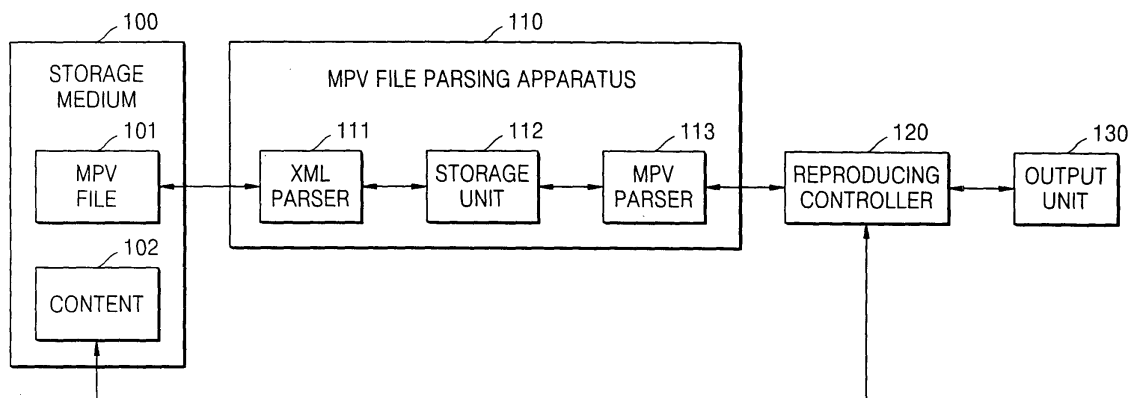 100
STORAGE
MEDIUM
101
MPV
FILE
102
CONTENT
110
MPV FILE PARSING APPARATUS
111
XML
PARSER
112
STORAGE
UNIT
113
MPV
PARSER
120
REPRODUCING
CONTROLLER
130
OUTPUT
UNIT